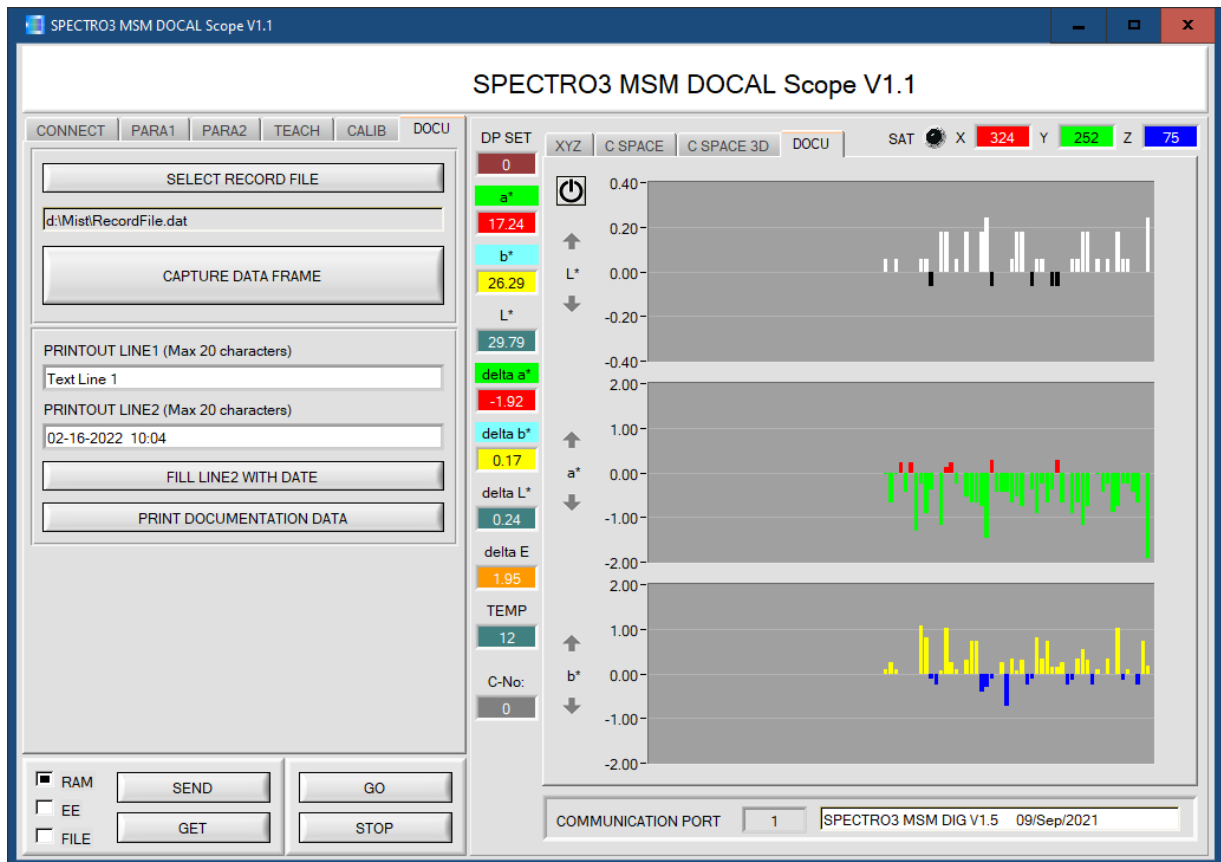 SPECTRO3 MSM DOCAL Scope V1.1
SPECTRO3 MSM DOCAL Scope V1.1
CONNECT PARA1 PARA2 TEACH CALIB DOCU
SELECT RECORD FILE
d:\Mist\RecordFile.dat
CAPTURE DATA FRAME
PRINTOUT LINE1 (Max 20 characters)
Text Line 1
PRINTOUT LINE2 (Max 20 characters)
02-16-2022 10:04
FILL LINE2 WITH DATE
PRINT DOCUMENTATION DATA
RAM
EE
FILE
SEND
GET
GO
STOP
DP SET
0
a*
17.24
b*
26.29
L*
29.79
delta a*
-1.92
delta b*
0.17
delta L*
0.24
delta E
1.95
TEMP
12
C-No:
0
XYZ C SPACE C SPACE 3D DOCU
SAT X 324 Y 252 Z 75
L*
0.40
0.20
0.00
-0.20
-0.40
a*
2.00
1.00
0.00
-1.00
-2.00
b*
2.00
1.00
0.00
-1.00
-2.00
COMMUNICATION PORT 1 SPECTRO3 MSM DIG V1.5 09/Sep/2021